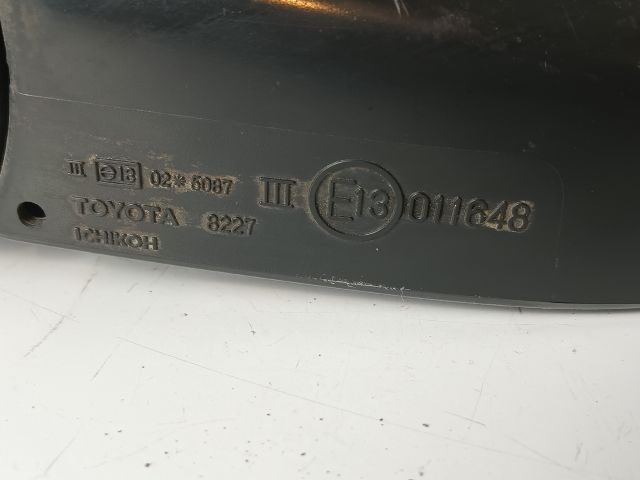 III e13 02*6087
TOYOTA 8227
ICHIKOH
III E13 011648